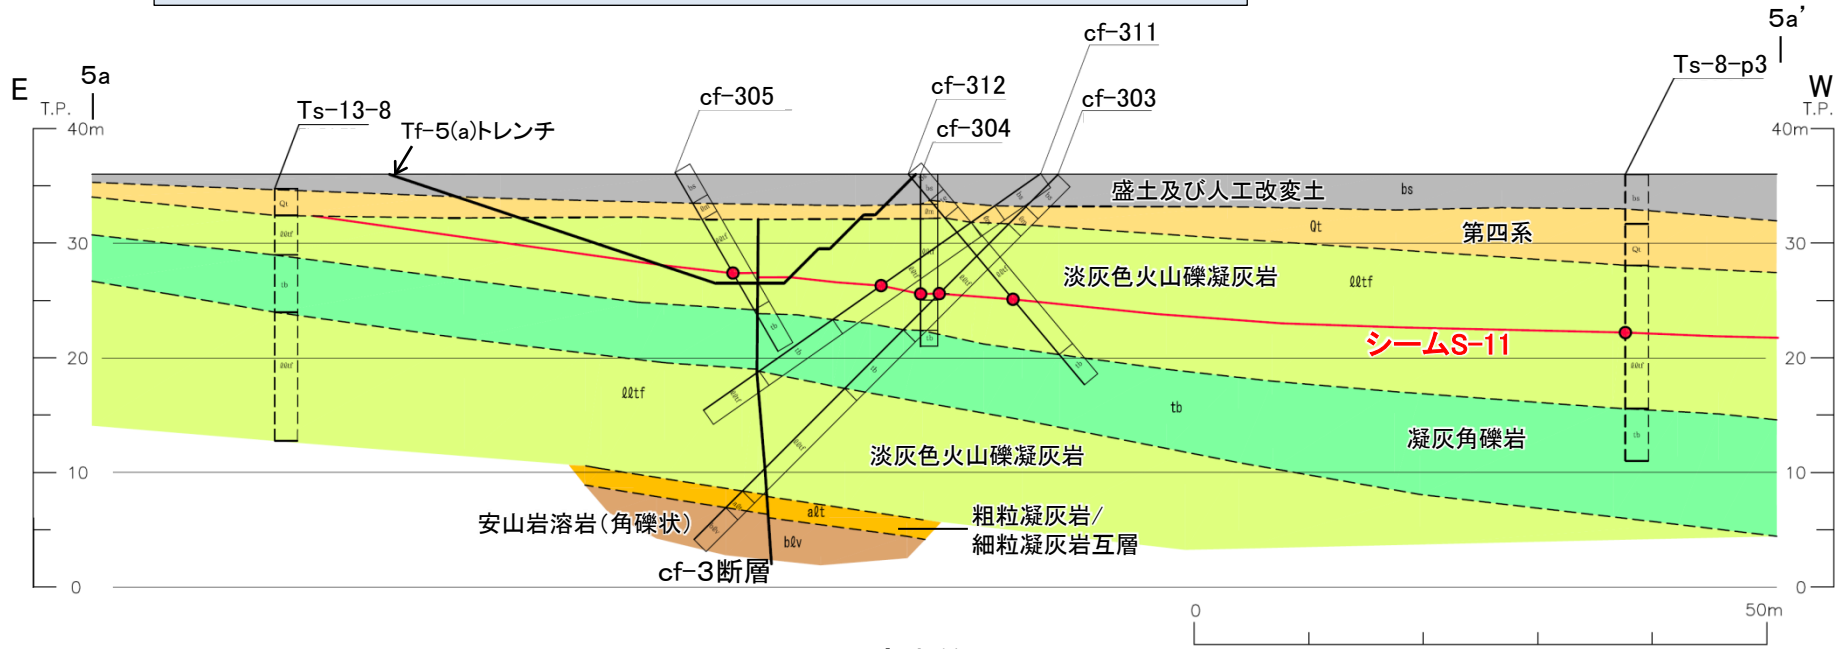 5a'
cf-311
Ts-8-p3
5a
cf-305
cf-312
cf-303
E
W
T.P.
T.P.
Ts-13-8
cf-304
40m
Tf-5(a)トレンチ
40m
盛土及び人工改変土
bs
Qt
第四系
30
30
淡灰色火山礫凝灰岩
ℓℓtf
シームS-11
20
20
ℓℓtf
tb
凝灰角礫岩
淡灰色火山礫凝灰岩
10
10
安山岩溶岩(角礫状)
aℓt
粗粒凝灰岩/
細粒凝灰岩互層
bℓv
cf-3断層
0
0
0
50m